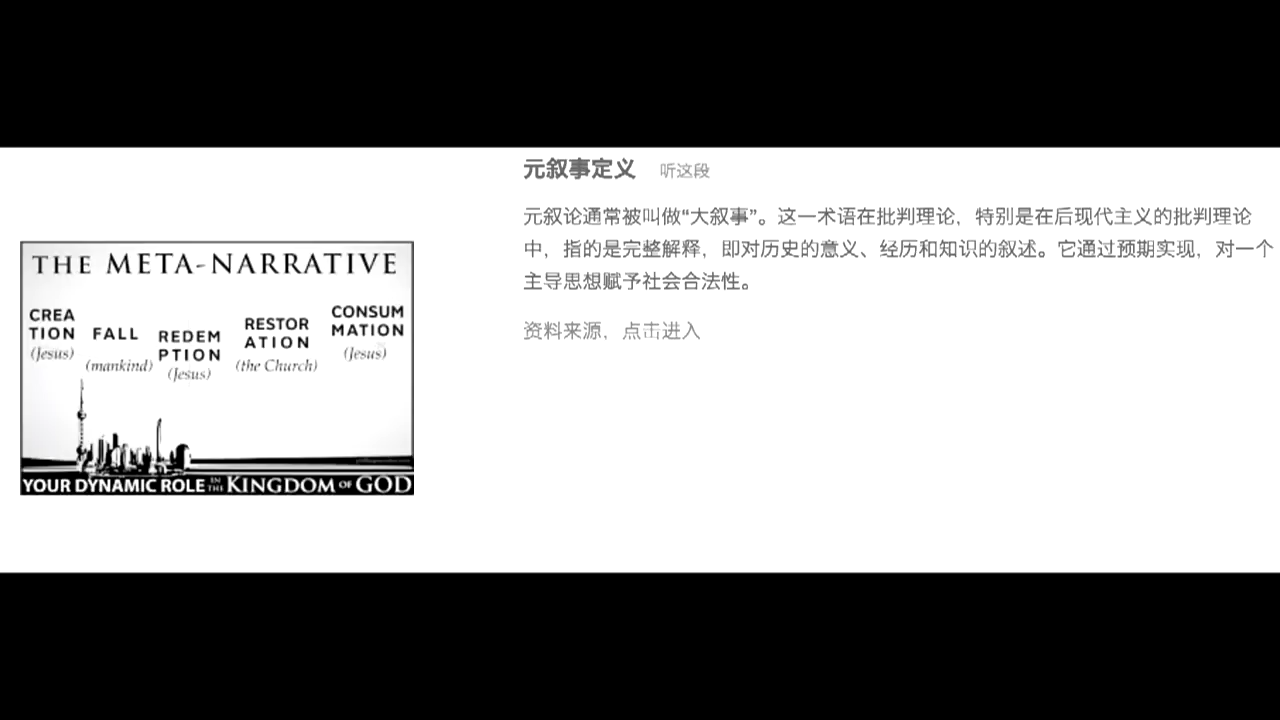 THE META-NARRATIVE
CREA
TION
(Jesus)
FALL
(mankind)
REDEM
PTION
(Jesus)
RESTOR
ATION
(the Church)
CONSUM
MATION
(Jesus)
YOUR DYNAMIC ROLE IN THE KINGDOM OF GOD
元叙事定义 听这段
元叙论通常被叫做“大叙事”。这一术语在批判理论，特别是在后现代主义的批判理论
中，指的是完整解释，即对历史的意义、经历和知识的叙述。它通过预期实现，对一个
主导思想赋予社会合法性。
资料来源，点击进入